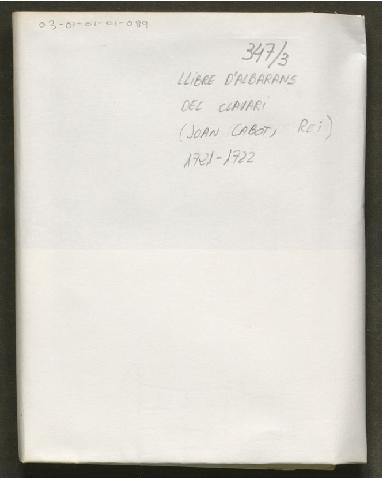 03-01-01-01-089
347/3
LLIBRE D'ALBARANS
DEL CLAVARI
(JOAN CABOT, REI)
1721-1722